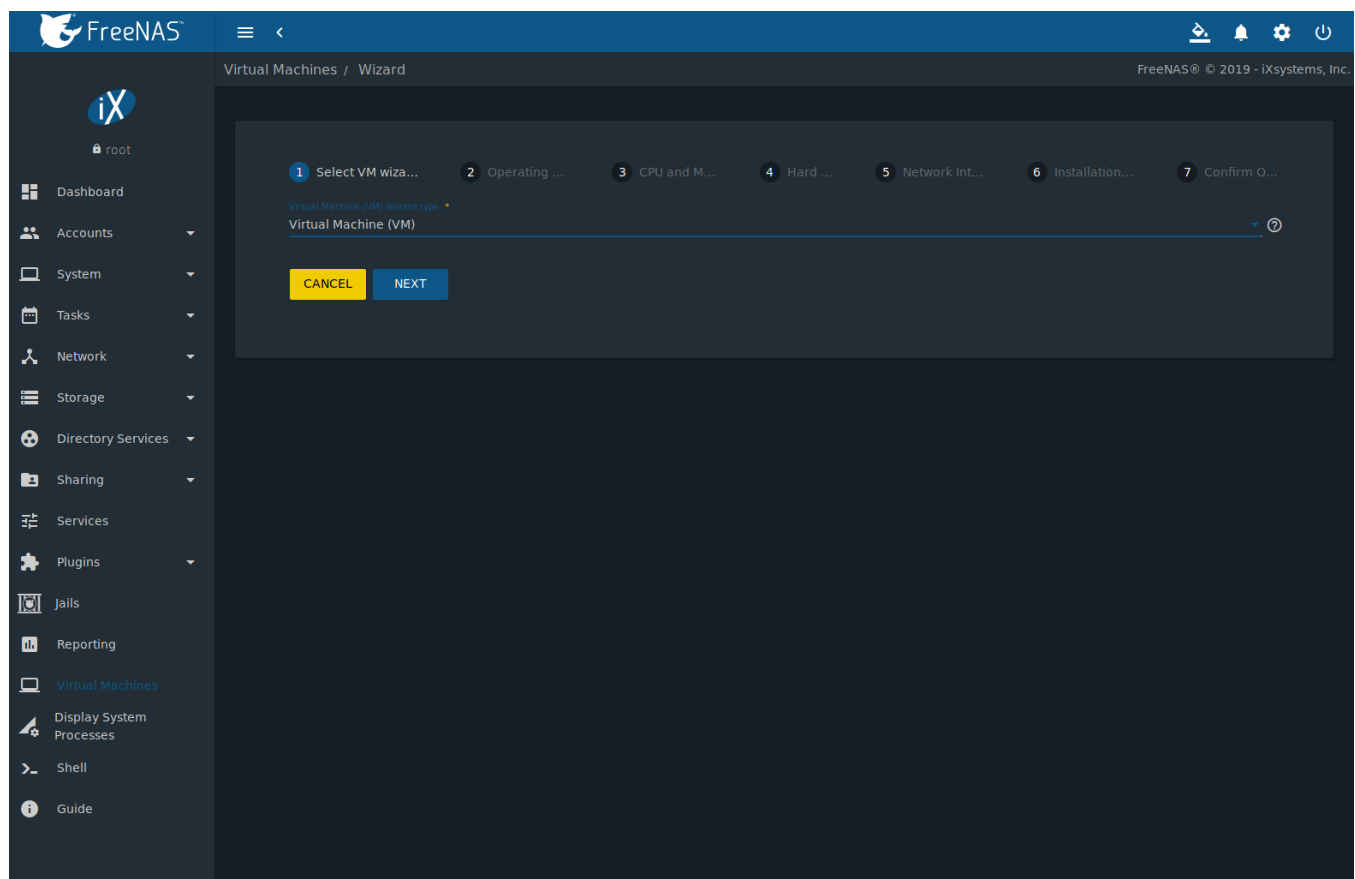 FreeNAS™
Virtual Machines / Wizard
FreeNAS® © 2019 - iXsystems, Inc.
iX
root
Dashboard
Accounts
System
Tasks
Network
Storage
Directory Services
Sharing
Services
Plugins
Jails
Reporting
Virtual Machines
Display System
Processes
Shell
Guide
1 Select VM wiza... 2 Operating ... 3 CPU and M... 4 Hard ... 5 Network Int... 6 Installation... 7 Confirm O...
Virtual Machine (VM) Wizard type: *
Virtual Machine (VM)
CANCEL NEXT